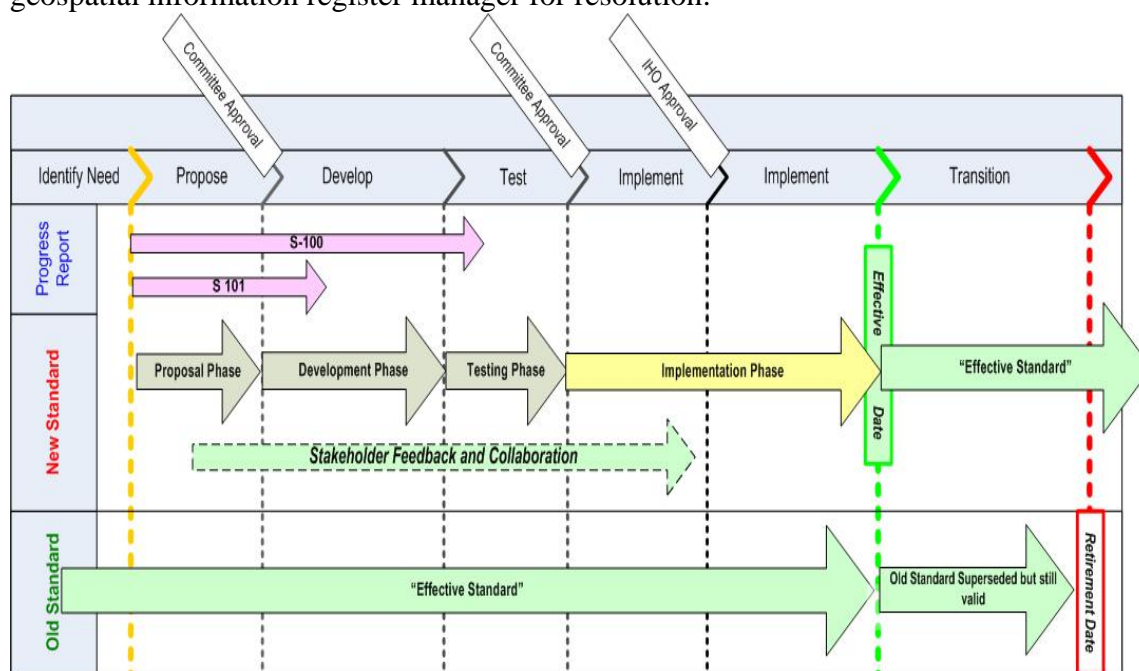 geospatial information register manager for resolution.
Committee Approval
Committee Approval
IHO Approval
Identify Need
Propose
Develop
Test
Implement
Implement
Transition
Progress
Report
S-100
S 101
New Standard
Proposal Phase
Development Phase
Testing Phase
Implementation Phase
Effective Date
“Effective Standard”
Stakeholder Feedback and Collaboration
Old Standard
“Effective Standard”
Old Standard Superseded but still
valid
Retirement Date